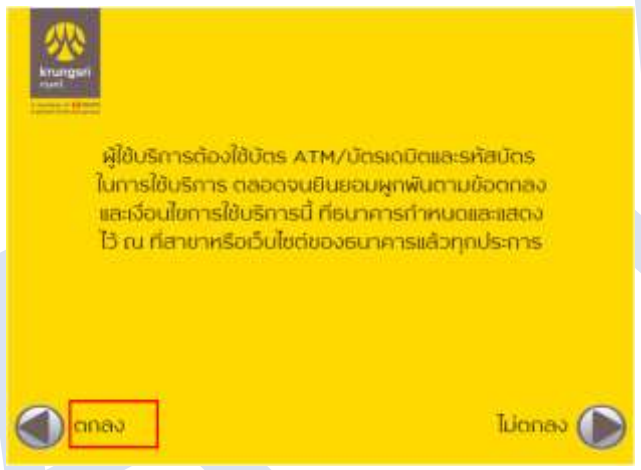 krungsri
กรุงศรี
ผู้ใช้บริการต้องใช้บัตร ATM/บัตรเดบิตและรหัสบัตร
ในการใช้บริการ ตลอดจนยินยอมผูกพันตามข้อตกลง
และเงื่อนไขการใช้บริการนี้ ที่ธนาคารกำหนดและแสดง
ไว้ ณ ที่สาขาหรือเว็บไซต์ของธนาคารแล้วทุกประการ
ตกลง
ไม่ตกลง